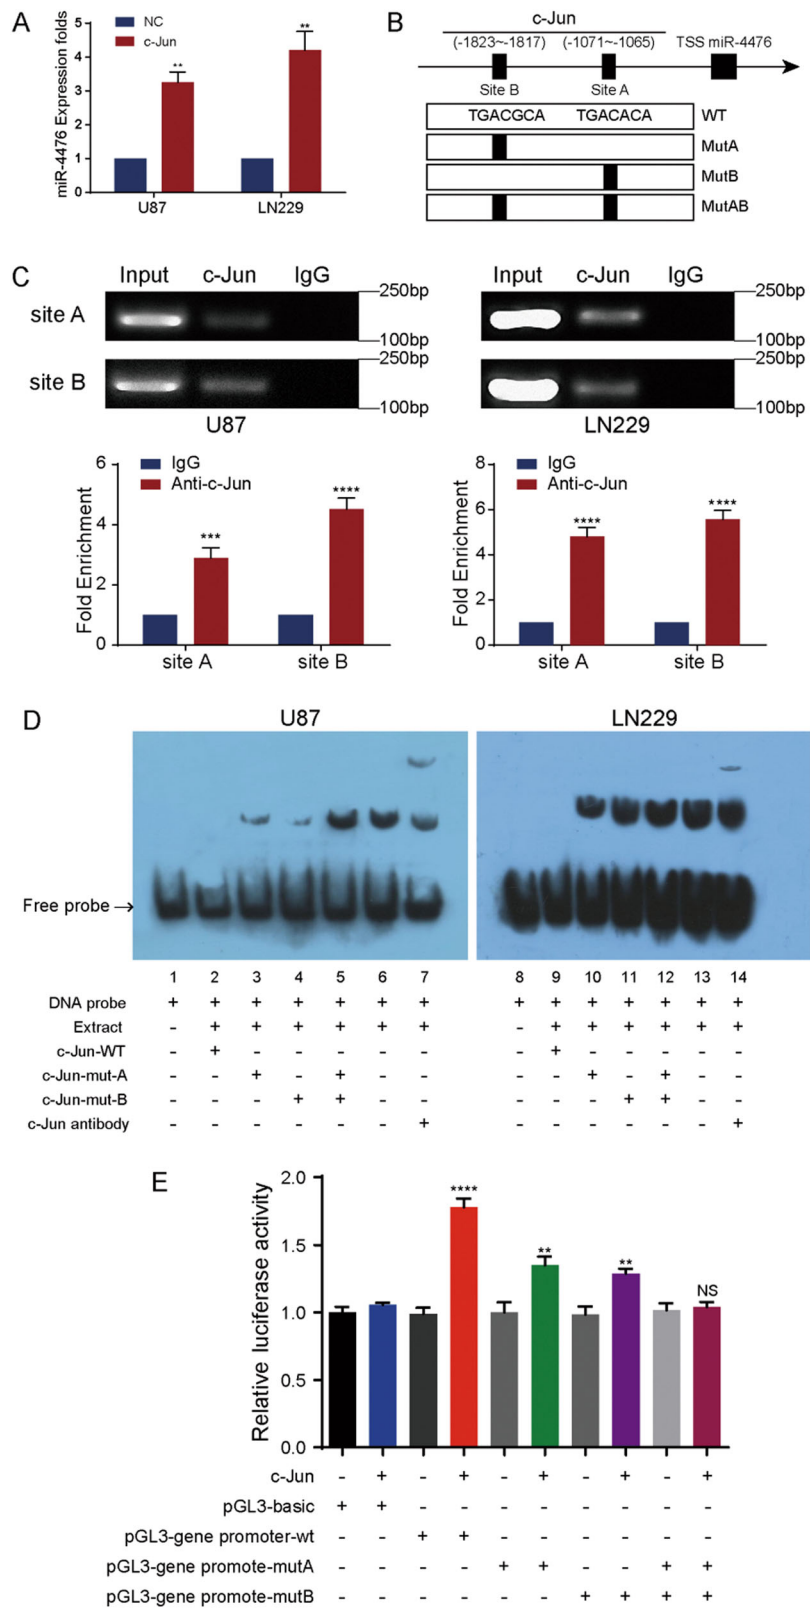 A
miR-4476 Expression folds
5
4
3
2
1
0
NC
c-Jun
**
**
U87
LN229
B
c-Jun
(-1823~-1817) (-1071~-1065) TSS miR-4476
Site B Site A
TGACGCA TGACACA WT
MutA
MutB
MutAB
C
Input c-Jun IgG
site A
250bp
100bp
site B
250bp
100bp
U87
Input c-Jun IgG
250bp
100bp
250bp
100bp
LN229
Fold Enrichment
6
4
2
0
IgG
Anti-c-Jun
***
****
site A site B
Fold Enrichment
8
6
4
2
0
IgG
Anti-c-Jun
****
****
site A site B
D
U87 LN229
Free probe →
1 2 3 4 5 6 7 8 9 10 11 12 13 14
DNA probe + + + + + + + + + + + + + +
Extract - + + + + + + - + + + + + +
c-Jun-WT - + - - - - - - + - - - - -
c-Jun-mut-A - - + - + - - - - + - + - -
c-Jun-mut-B - - - + + - - - - - + + - -
c-Jun antibody - - - - - - + - - - - - - +
E
Relative luciferase activity
2.0
1.5
1.0
0.5
0.0
****
**
**
NS
c-Jun - + - + - + - + - +
pGL3-basic + + - - - - - - - -
pGL3-gene promoter-wt - - + + - - - - - -
pGL3-gene promote-mutA - - - - + + - - + +
pGL3-gene promote-mutB - - - - - - + + + +